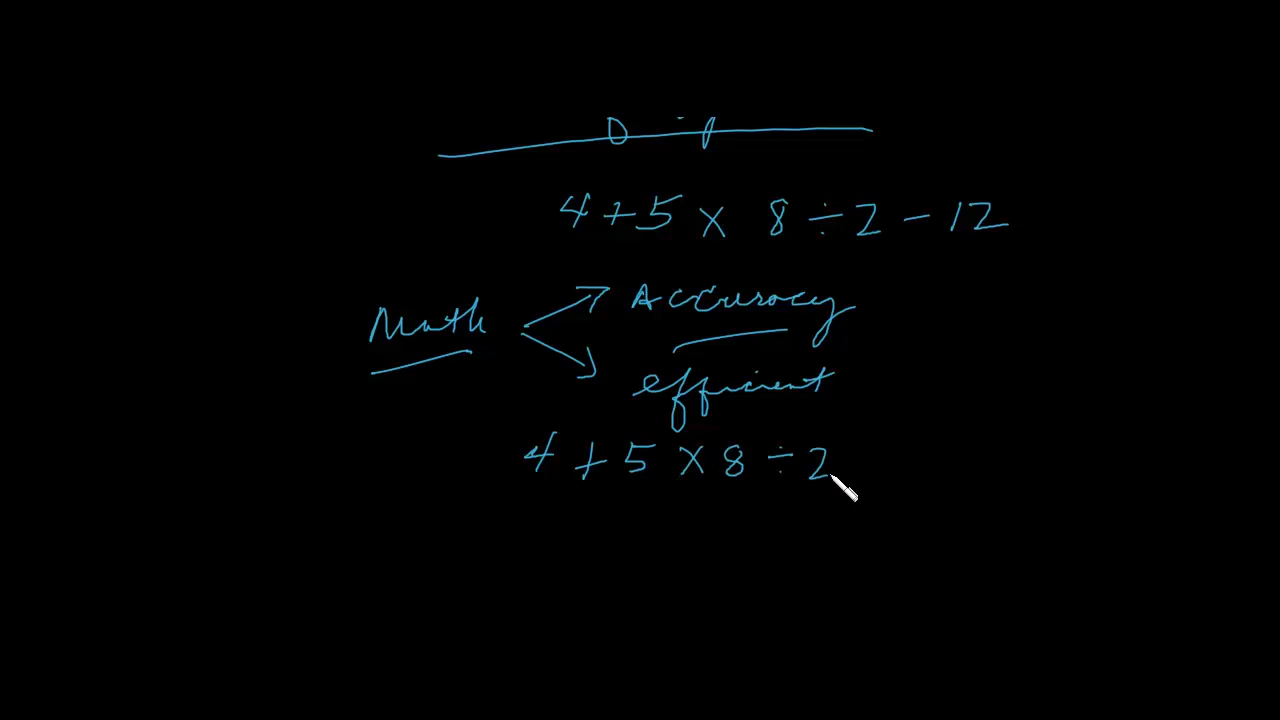 4 + 5 × 8 ÷ 2 - 12
Math Accuracy
efficient
4 + 5 × 8 ÷ 2